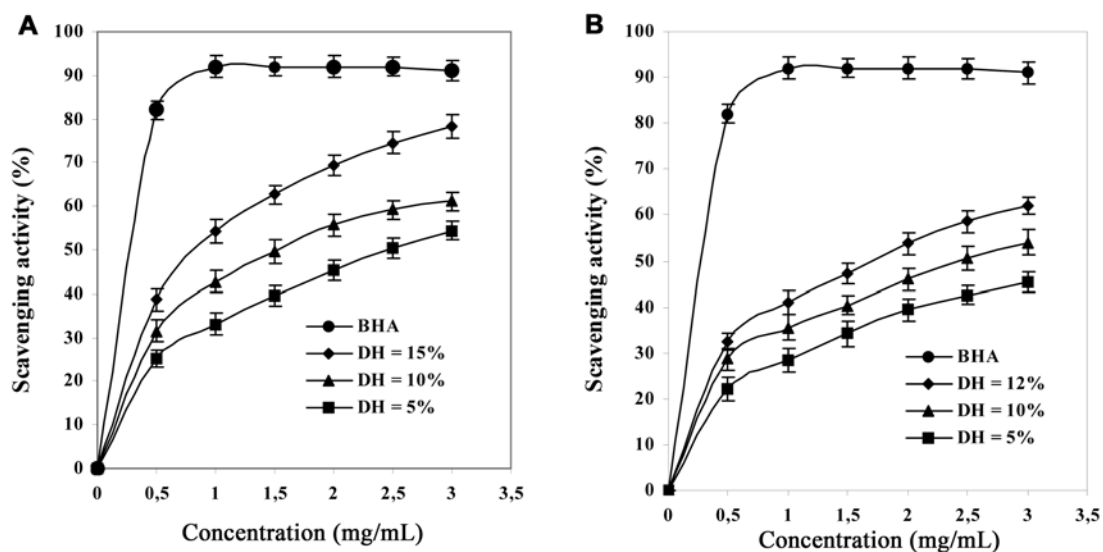 A
Scavenging activity (%)
100
90
80
70
60
50
40
30
20
10
0
BHA
DH = 15%
DH = 10%
DH = 5%
0 0,5 1 1,5 2 2,5 3 3,5
Concentration (mg/mL)
B
Scavenging activity (%)
100
90
80
70
60
50
40
30
20
10
0
BHA
DH = 12%
DH = 10%
DH = 5%
0 0,5 1 1,5 2 2,5 3 3,5
Concentration (mg/mL)